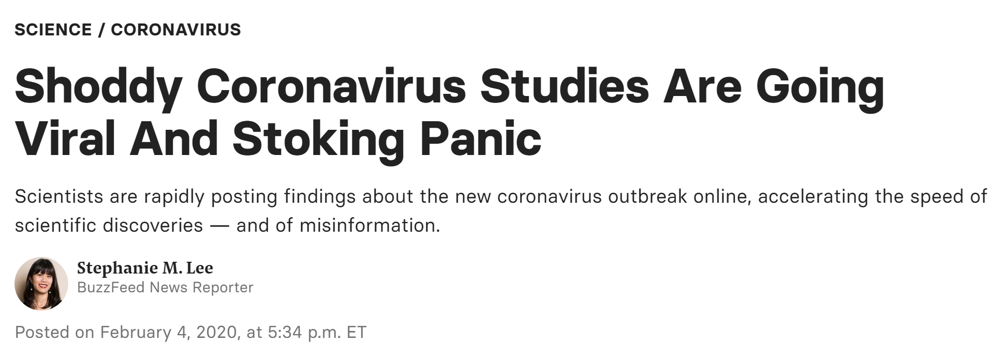 SCIENCE / CORONAVIRUS
Shoddy Coronavirus Studies Are Going
Viral And Stoking Panic
Scientists are rapidly posting findings about the new coronavirus outbreak online, accelerating the speed of
scientific discoveries — and of misinformation.
Stephanie M. Lee
BuzzFeed News Reporter
Posted on February 4, 2020, at 5:34 p.m. ET